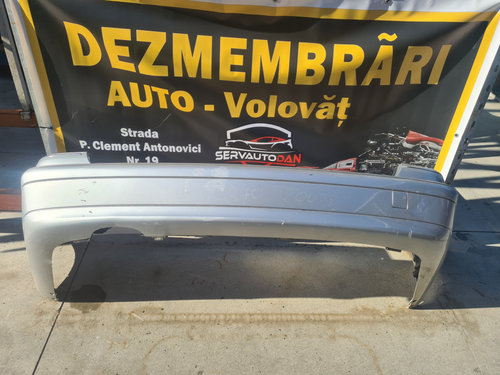 DEZMEMBRĂRI
AUTO - Volovăț
Strada
P. Clement Antonovici
Nr. 19
SERVAUTODAN